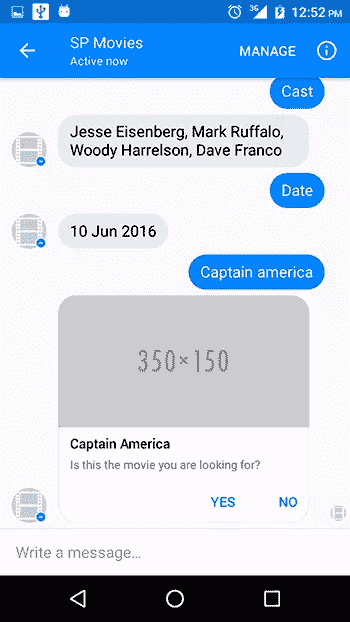 3G 12:52 PM
SP Movies
Active now
MANAGE
Cast
Jesse Eisenberg, Mark Ruffalo,
Woody Harrelson, Dave Franco
Date
10 Jun 2016
Captain america
350×150
Captain America
Is this the movie you are looking for?
YES NO
Write a message...